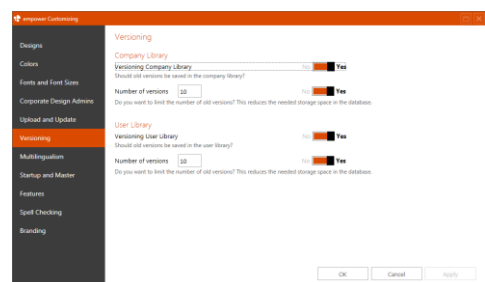 empower Customizing
Designs
Colors
Fonts and Font Sizes
Corporate Design Admins
Upload and Update
Versioning
Multilingualism
Startup and Master
Features
Spell Checking
Branding
Versioning
Company Library
Versioning Company Library No Yes
Should old versions be saved in the company library?
Number of versions 10 No Yes
Do you want to limit the number of old versions? This reduces the needed storage space in the database.
User Library
Versioning User Library No Yes
Should old versions be saved in the user library?
Number of versions 10 No Yes
Do you want to limit the number of old versions? This reduces the needed storage space in the database.
OK Cancel Apply